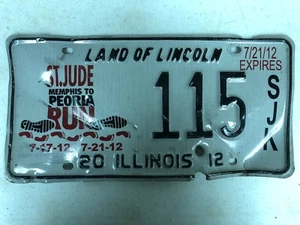 LAND OF LINCOLN
7/21/12
EXPIRES
ST.JUDE
MEMPHIS TO
PEORIA
RUN
7-17-12 7-21-12
115
SJK
20 ILLINOIS 12